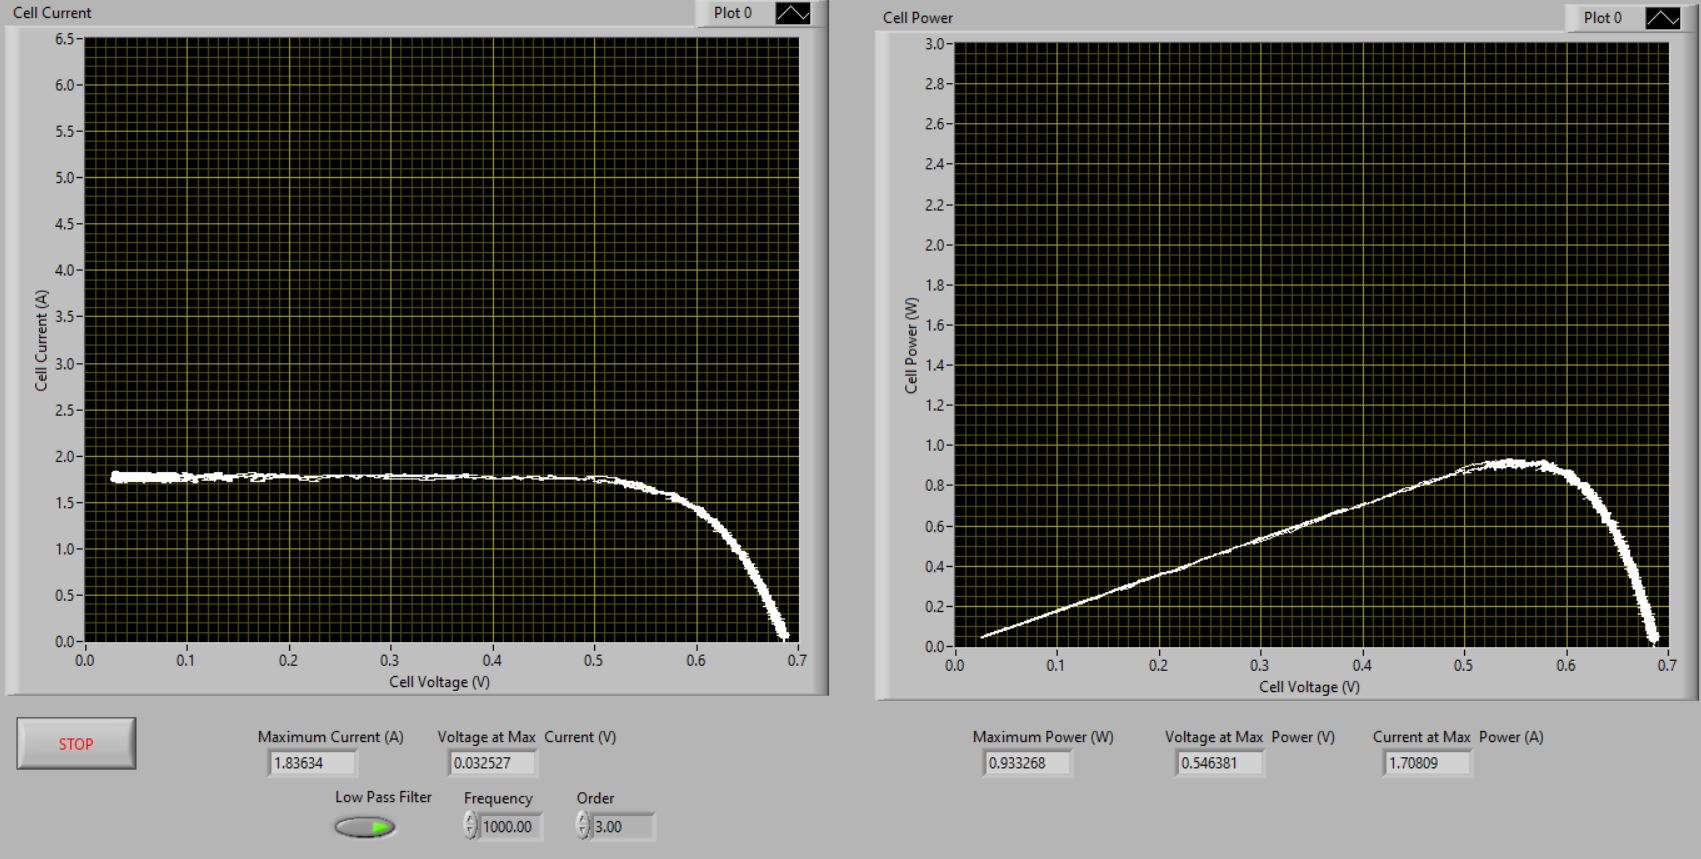 Cell Current
Plot 0
6.5
6.0
5.5
5.0
4.5
4.0
3.5
3.0
2.5
2.0
1.5
1.0
0.5
0.0
Cell Current (A)
0.0 0.1 0.2 0.3 0.4 0.5 0.6 0.7
Cell Voltage (V)
Cell Power
Plot 0
3.0
2.8
2.6
2.4
2.2
2.0
1.8
1.6
1.4
1.2
1.0
0.8
0.6
0.4
0.2
0.0
Cell Power (W)
0.0 0.1 0.2 0.3 0.4 0.5 0.6 0.7
Cell Voltage (V)
STOP
Maximum Current (A) Voltage at Max Current (V)
1.83634 0.032527
Low Pass Filter Frequency Order
1000.00 3.00
Maximum Power (W) Voltage at Max Power (V) Current at Max Power (A)
0.933268 0.546381 1.70809